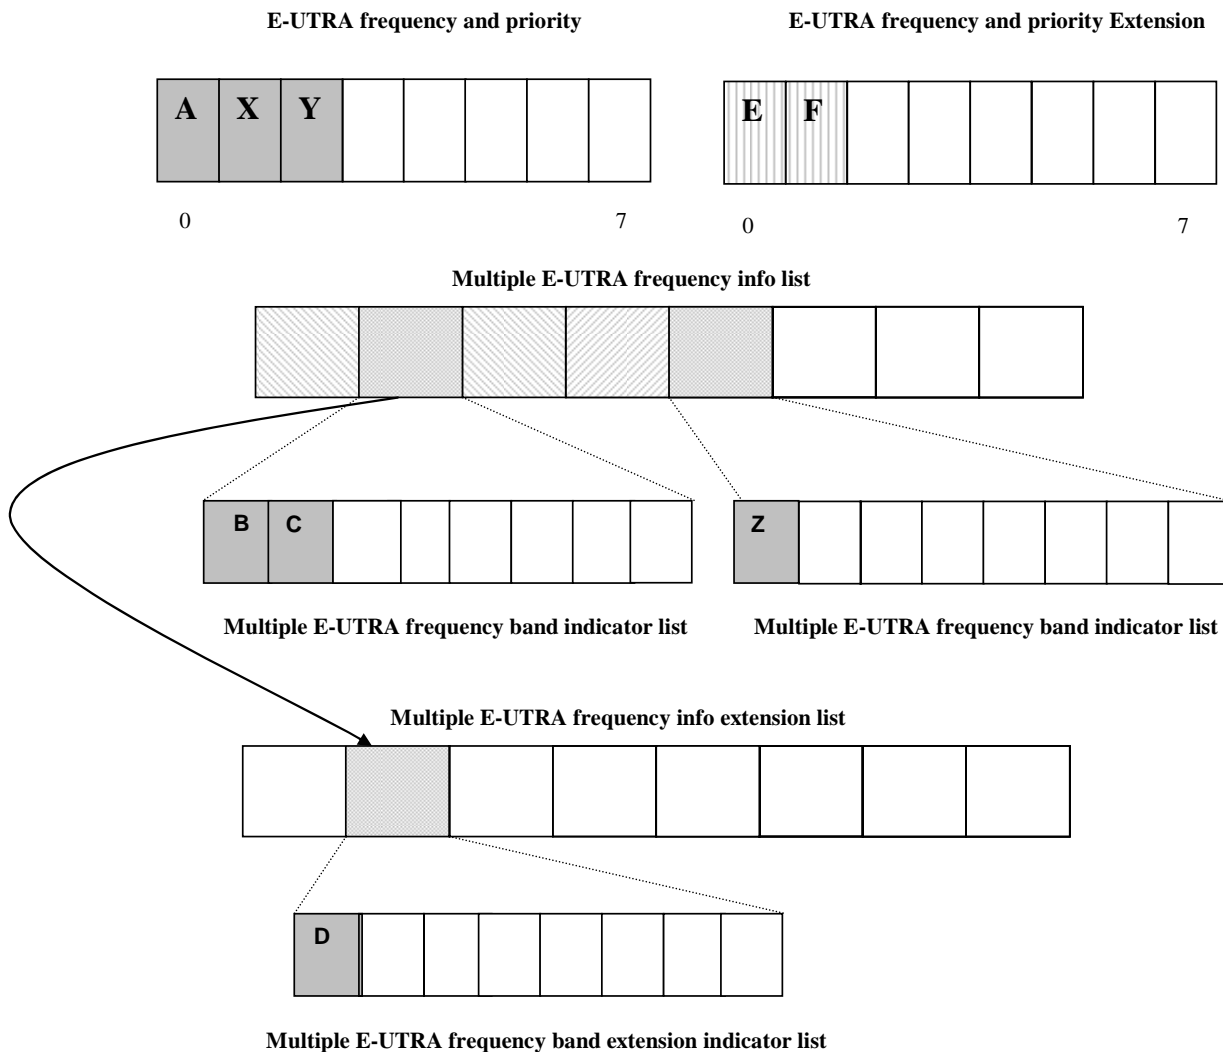 E-UTRA frequency and priority
E-UTRA frequency and priority Extension
A X Y
E F
0 7
0 7
Multiple E-UTRA frequency info list
B C
Z
Multiple E-UTRA frequency band indicator list
Multiple E-UTRA frequency band indicator list
Multiple E-UTRA frequency info extension list
D
Multiple E-UTRA frequency band extension indicator list